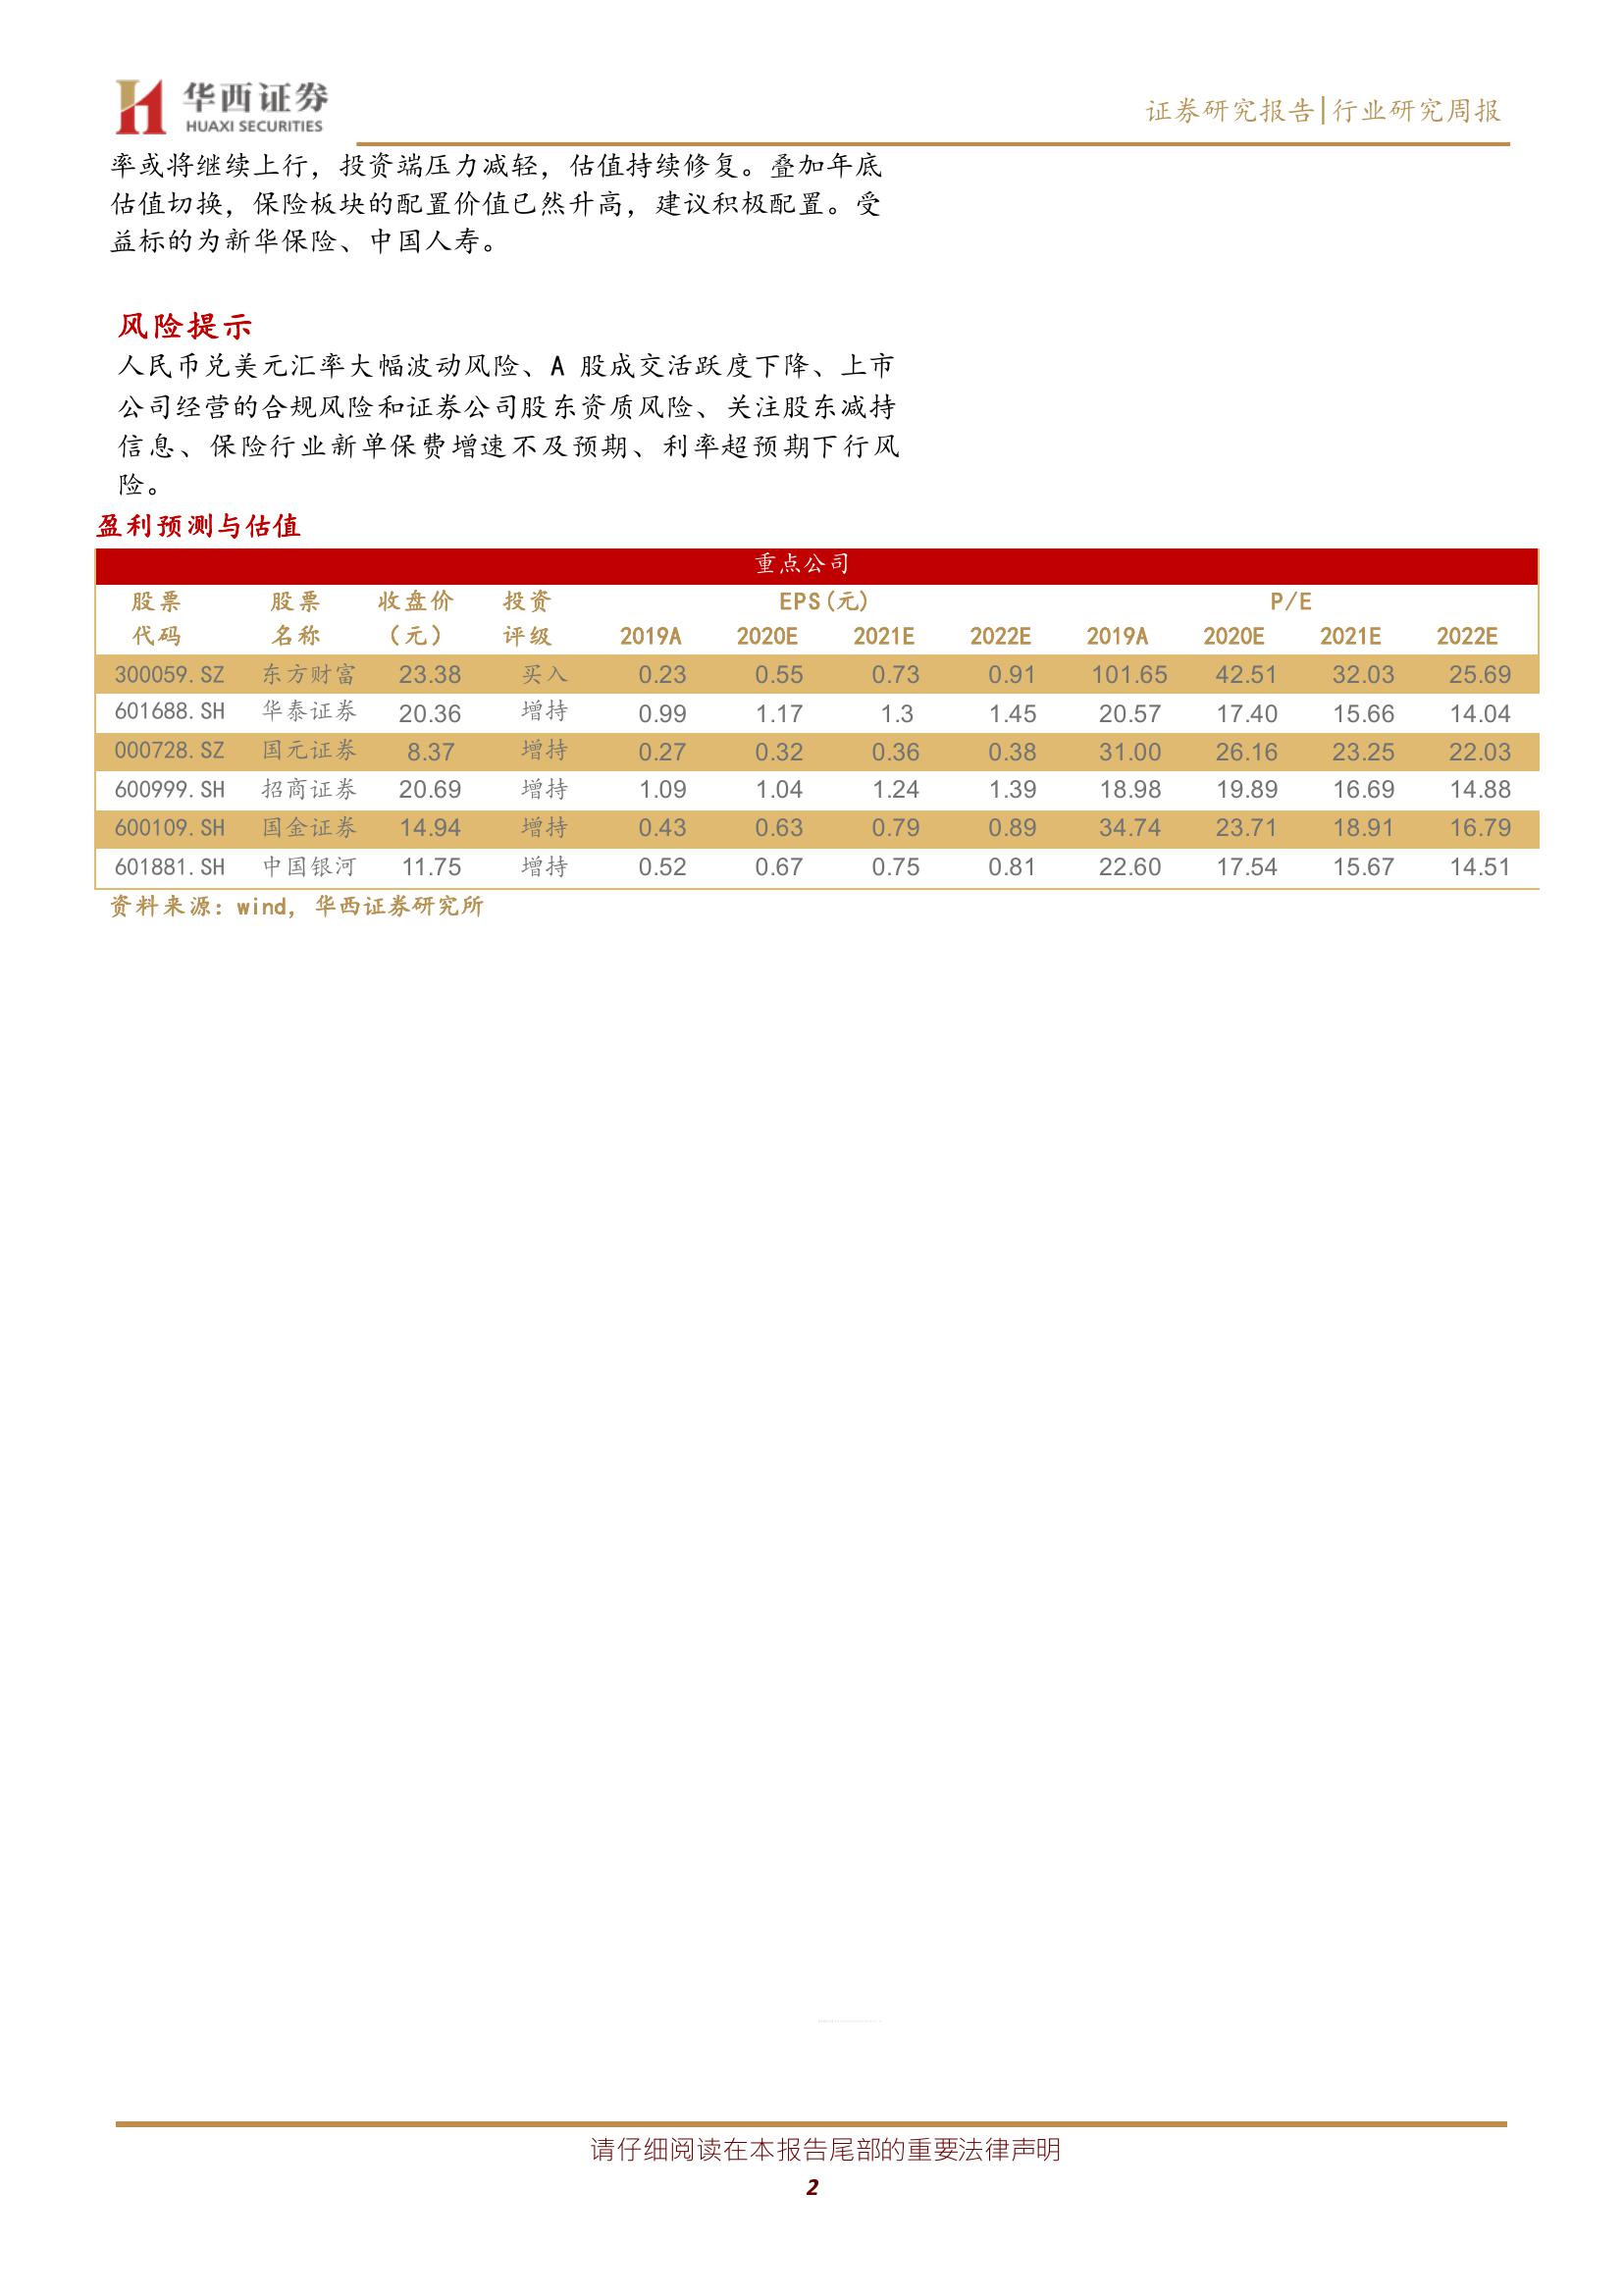 华西证券
HUAXI SECURITIES
证券研究报告|行业研究周报
率或将继续上行，投资端压力减轻，估值持续修复。叠加年底
估值切换，保险板块的配置价值已然升高，建议积极配置。受
益标的为新华保险、中国人寿。
风险提示
人民币兑美元汇率大幅波动风险、A 股成交活跃度下降、上市
公司经营的合规风险和证券公司股东资质风险、关注股东减持
信息、保险行业新单保费增速不及预期、利率超预期下行风
险。
盈利预测与估值
重点公司
股票 股票 收盘价 投资 EPS(元) P/E
代码 名称 （元） 评级 2019A 2020E 2021E 2022E 2019A 2020E 2021E 2022E
300059.SZ 东方财富 23.38 买入 0.23 0.55 0.73 0.91 101.65 42.51 32.03 25.69
601688.SH 华泰证券 20.36 增持 0.99 1.17 1.3 1.45 20.57 17.40 15.66 14.04
000728.SZ 国元证券 8.37 增持 0.27 0.32 0.36 0.38 31.00 26.16 23.25 22.03
600999.SH 招商证券 20.69 增持 1.09 1.04 1.24 1.39 18.98 19.89 16.69 14.88
600109.SH 国金证券 14.94 增持 0.43 0.63 0.79 0.89 34.74 23.71 18.91 16.79
601881.SH 中国银河 11.75 增持 0.52 0.67 0.75 0.81 22.60 17.54 15.67 14.51
资料来源：wind，华西证券研究所
请仔细阅读在本报告尾部的重要法律声明
2